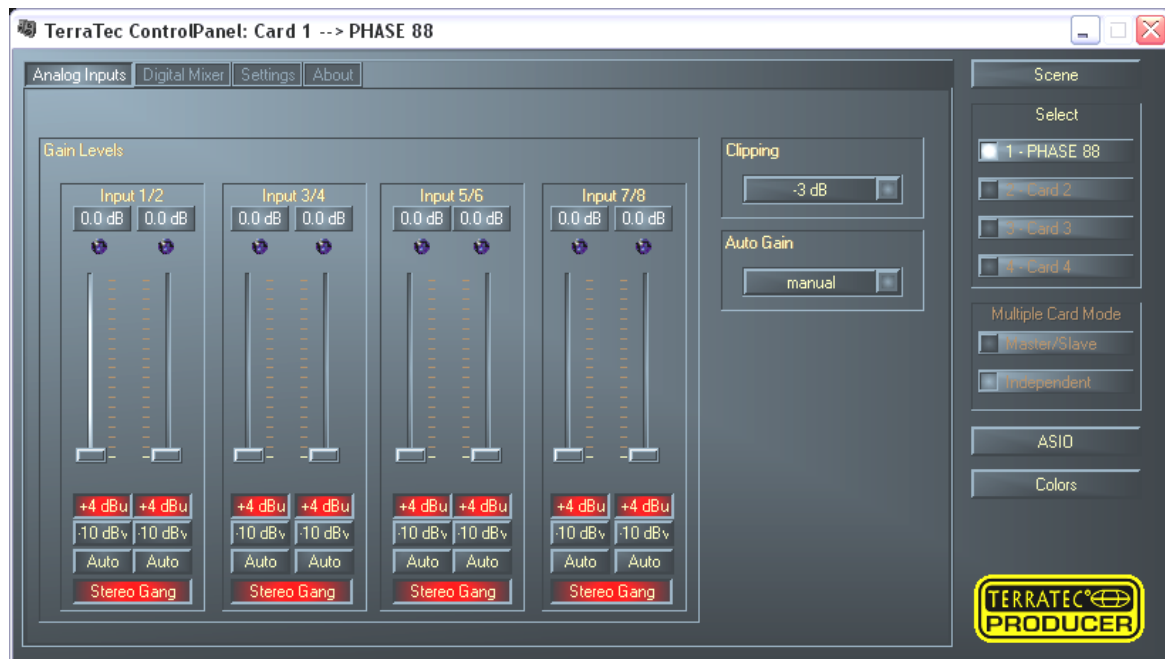 TerraTec ControlPanel: Card 1 --> PHASE 88
Analog Inputs Digital Mixer Settings About
Gain Levels
Input 1/2 Input 3/4 Input 5/6 Input 7/8
0.0 dB 0.0 dB 0.0 dB 0.0 dB 0.0 dB 0.0 dB 0.0 dB 0.0 dB
+4 dBu +4 dBu +4 dBu +4 dBu +4 dBu +4 dBu +4 dBu +4 dBu
-10 dBv -10 dBv -10 dBv -10 dBv -10 dBv -10 dBv -10 dBv -10 dBv
Auto Auto Auto Auto Auto Auto Auto Auto
Stereo Gang Stereo Gang Stereo Gang Stereo Gang
Clipping
-3 dB
Auto Gain
manual
Scene
Select
1 - PHASE 88
2 - Card 2
3 - Card 3
4 - Card 4
Multiple Card Mode
Master/Slave
Independent
ASIO
Colors
TERRATEC
PRODUCER